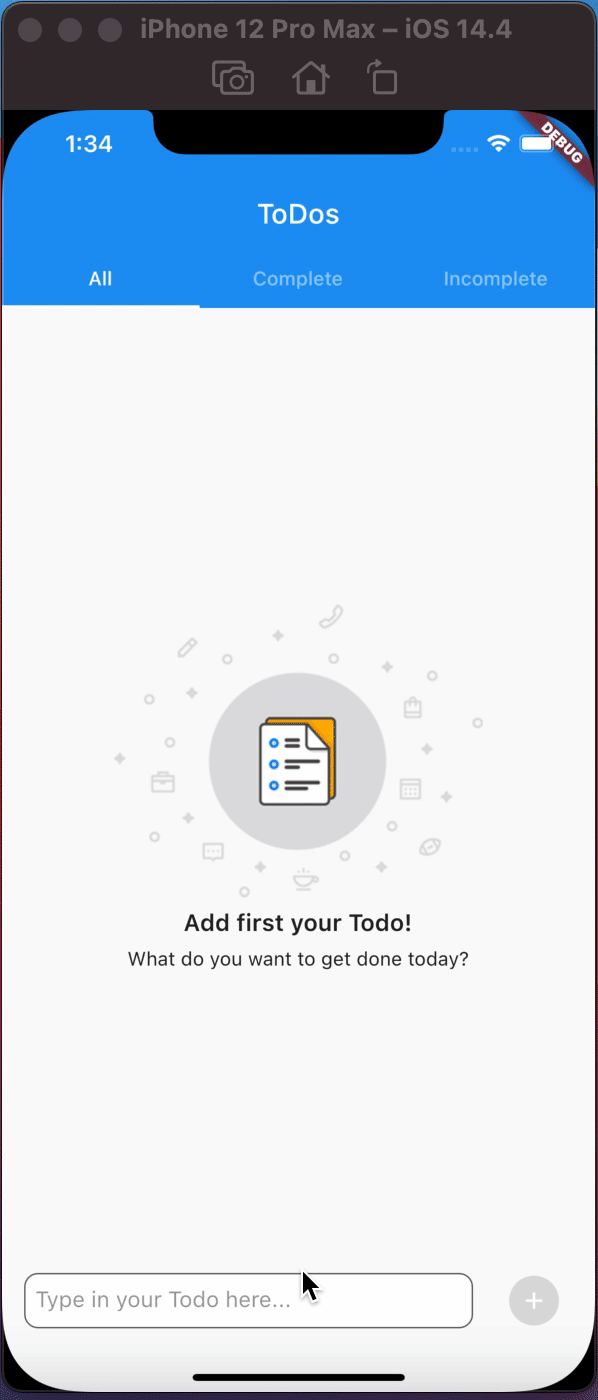 iPhone 12 Pro Max – iOS 14.4
1:34
DEBUG
ToDos
All
Complete
Incomplete
Add first your Todo!
What do you want to get done today?
Type in your Todo here...